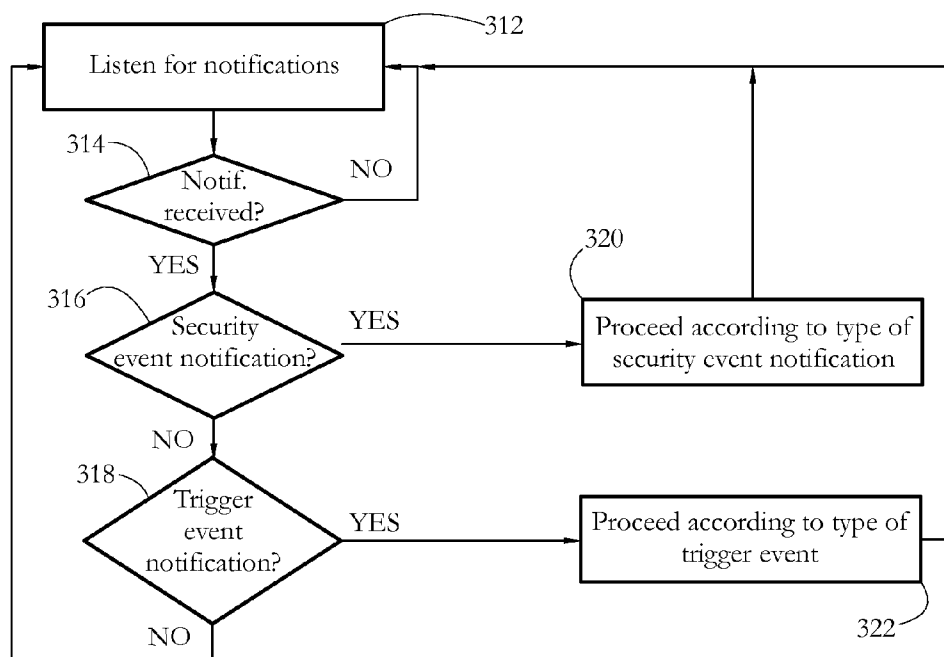 312
Listen for notifications
314
Notif.
received?
NO
YES
316
Security
event notification?
YES
320
Proceed according to type of
security event notification
NO
318
Trigger
event
notification?
YES
Proceed according to type of
trigger event
322
NO